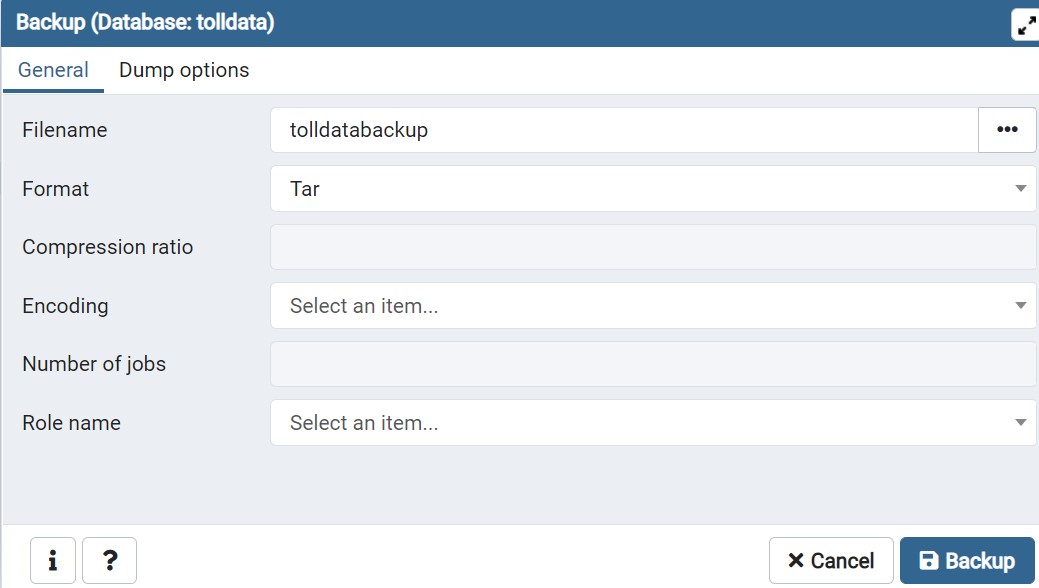 Backup (Database: tolldata)
General Dump options
Filename tolldatabackup •••
Format Tar
Compression ratio
Encoding Select an item...
Number of jobs
Role name Select an item...
i ? Cancel Backup